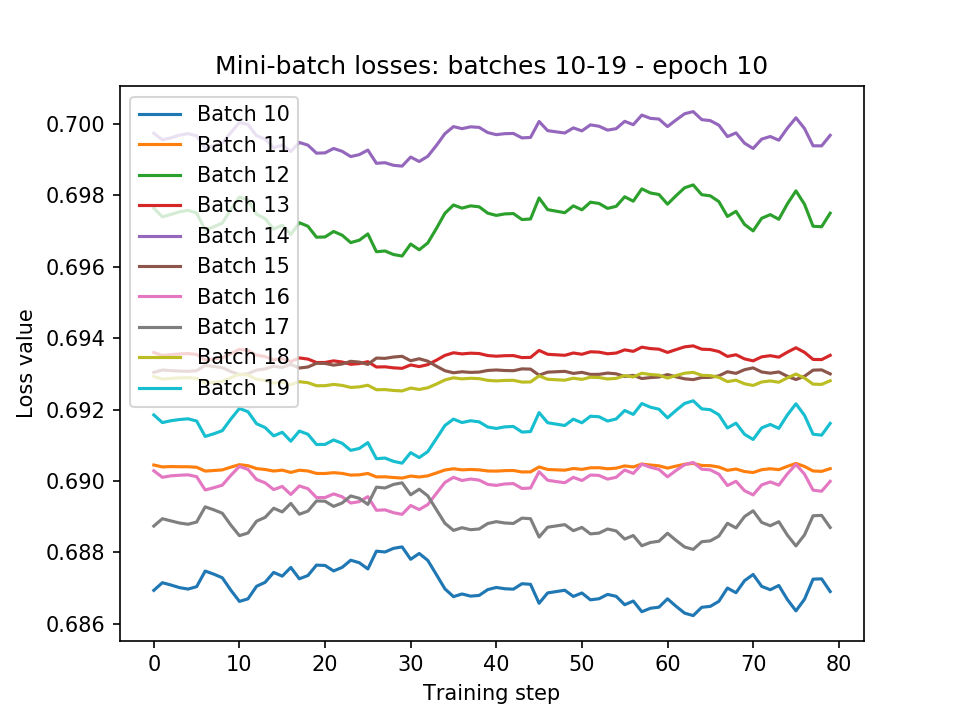 Mini-batch losses: batches 10-19 - epoch 10
0.700
0.698
0.696
0.694
0.692
0.690
0.688
0.686
Loss value
Batch 10
Batch 11
Batch 12
Batch 13
Batch 14
Batch 15
Batch 16
Batch 17
Batch 18
Batch 19
0 10 20 30 40 50 60 70 80
Training step